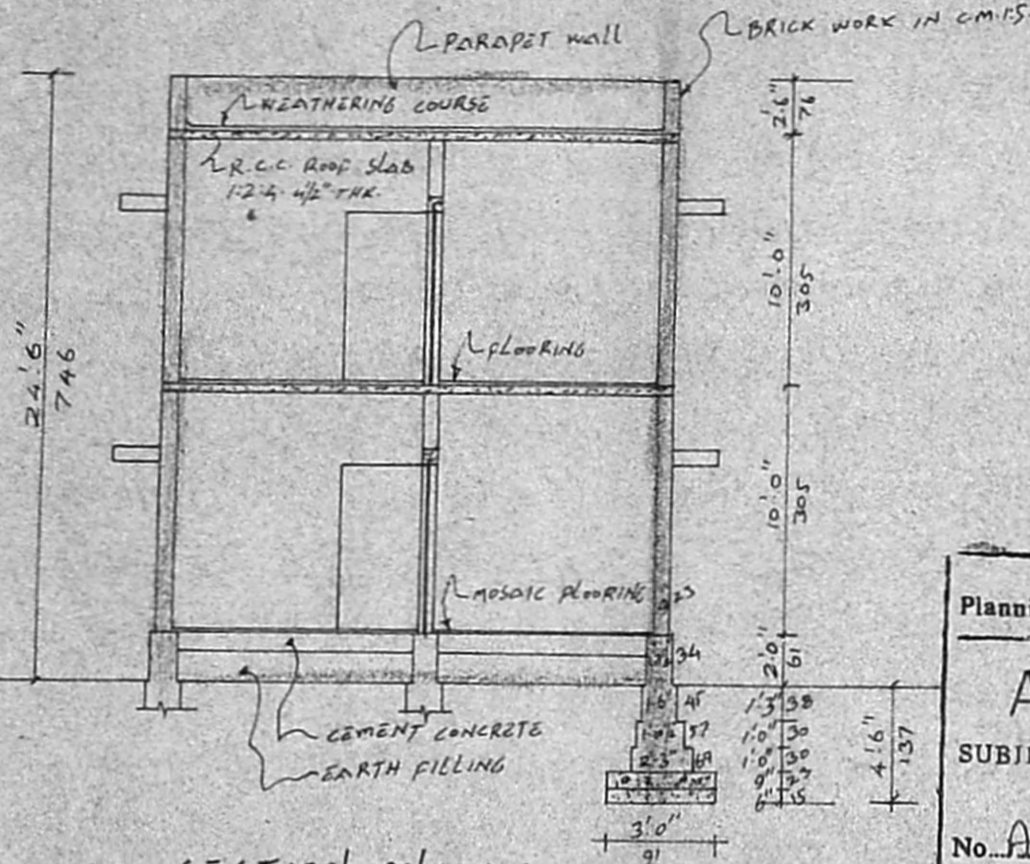 PARAPET WALL
BRICK WORK IN C.M.1:5
WEATHERING COURSE
R.C.C. ROOF SLAB
1:2:4. 4½" THK.
2'.6"
76
10'.0"
305
24'.6"
746
FLOORING
10'.0"
305
MOSAIC FLOORING
23
34
2'.0"
61
CEMENT CONCRETE
EARTH FILLING
1'.6" 45
57
2'.3" 69
1'.3" 38
1'.0" 30
1'.0" 30
9" 23
6" 15
4'.6"
137
3'.0"
91
Planni
A
SUBJE
No...A